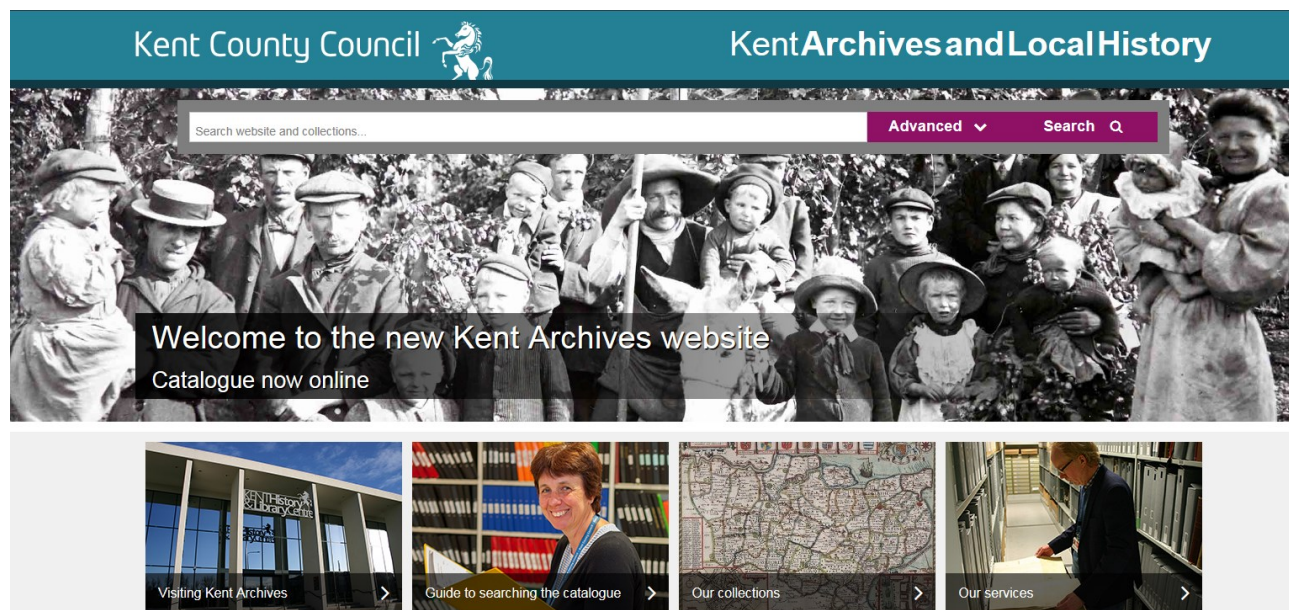 Kent County Council
Kent Archives and Local History
Search website and collections...
Advanced
Search
Welcome to the new Kent Archives website
Catalogue now online
KENT History
& Library Centre
Visiting Kent Archives
Guide to searching the catalogue
Our collections
Our services